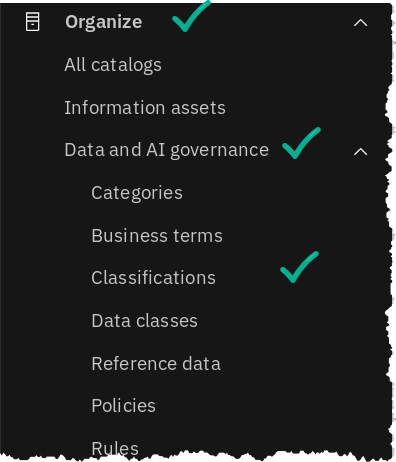 Organize
All catalogs
Information assets
Data and AI governance
Categories
Business terms
Classifications
Data classes
Reference data
Policies
Rules